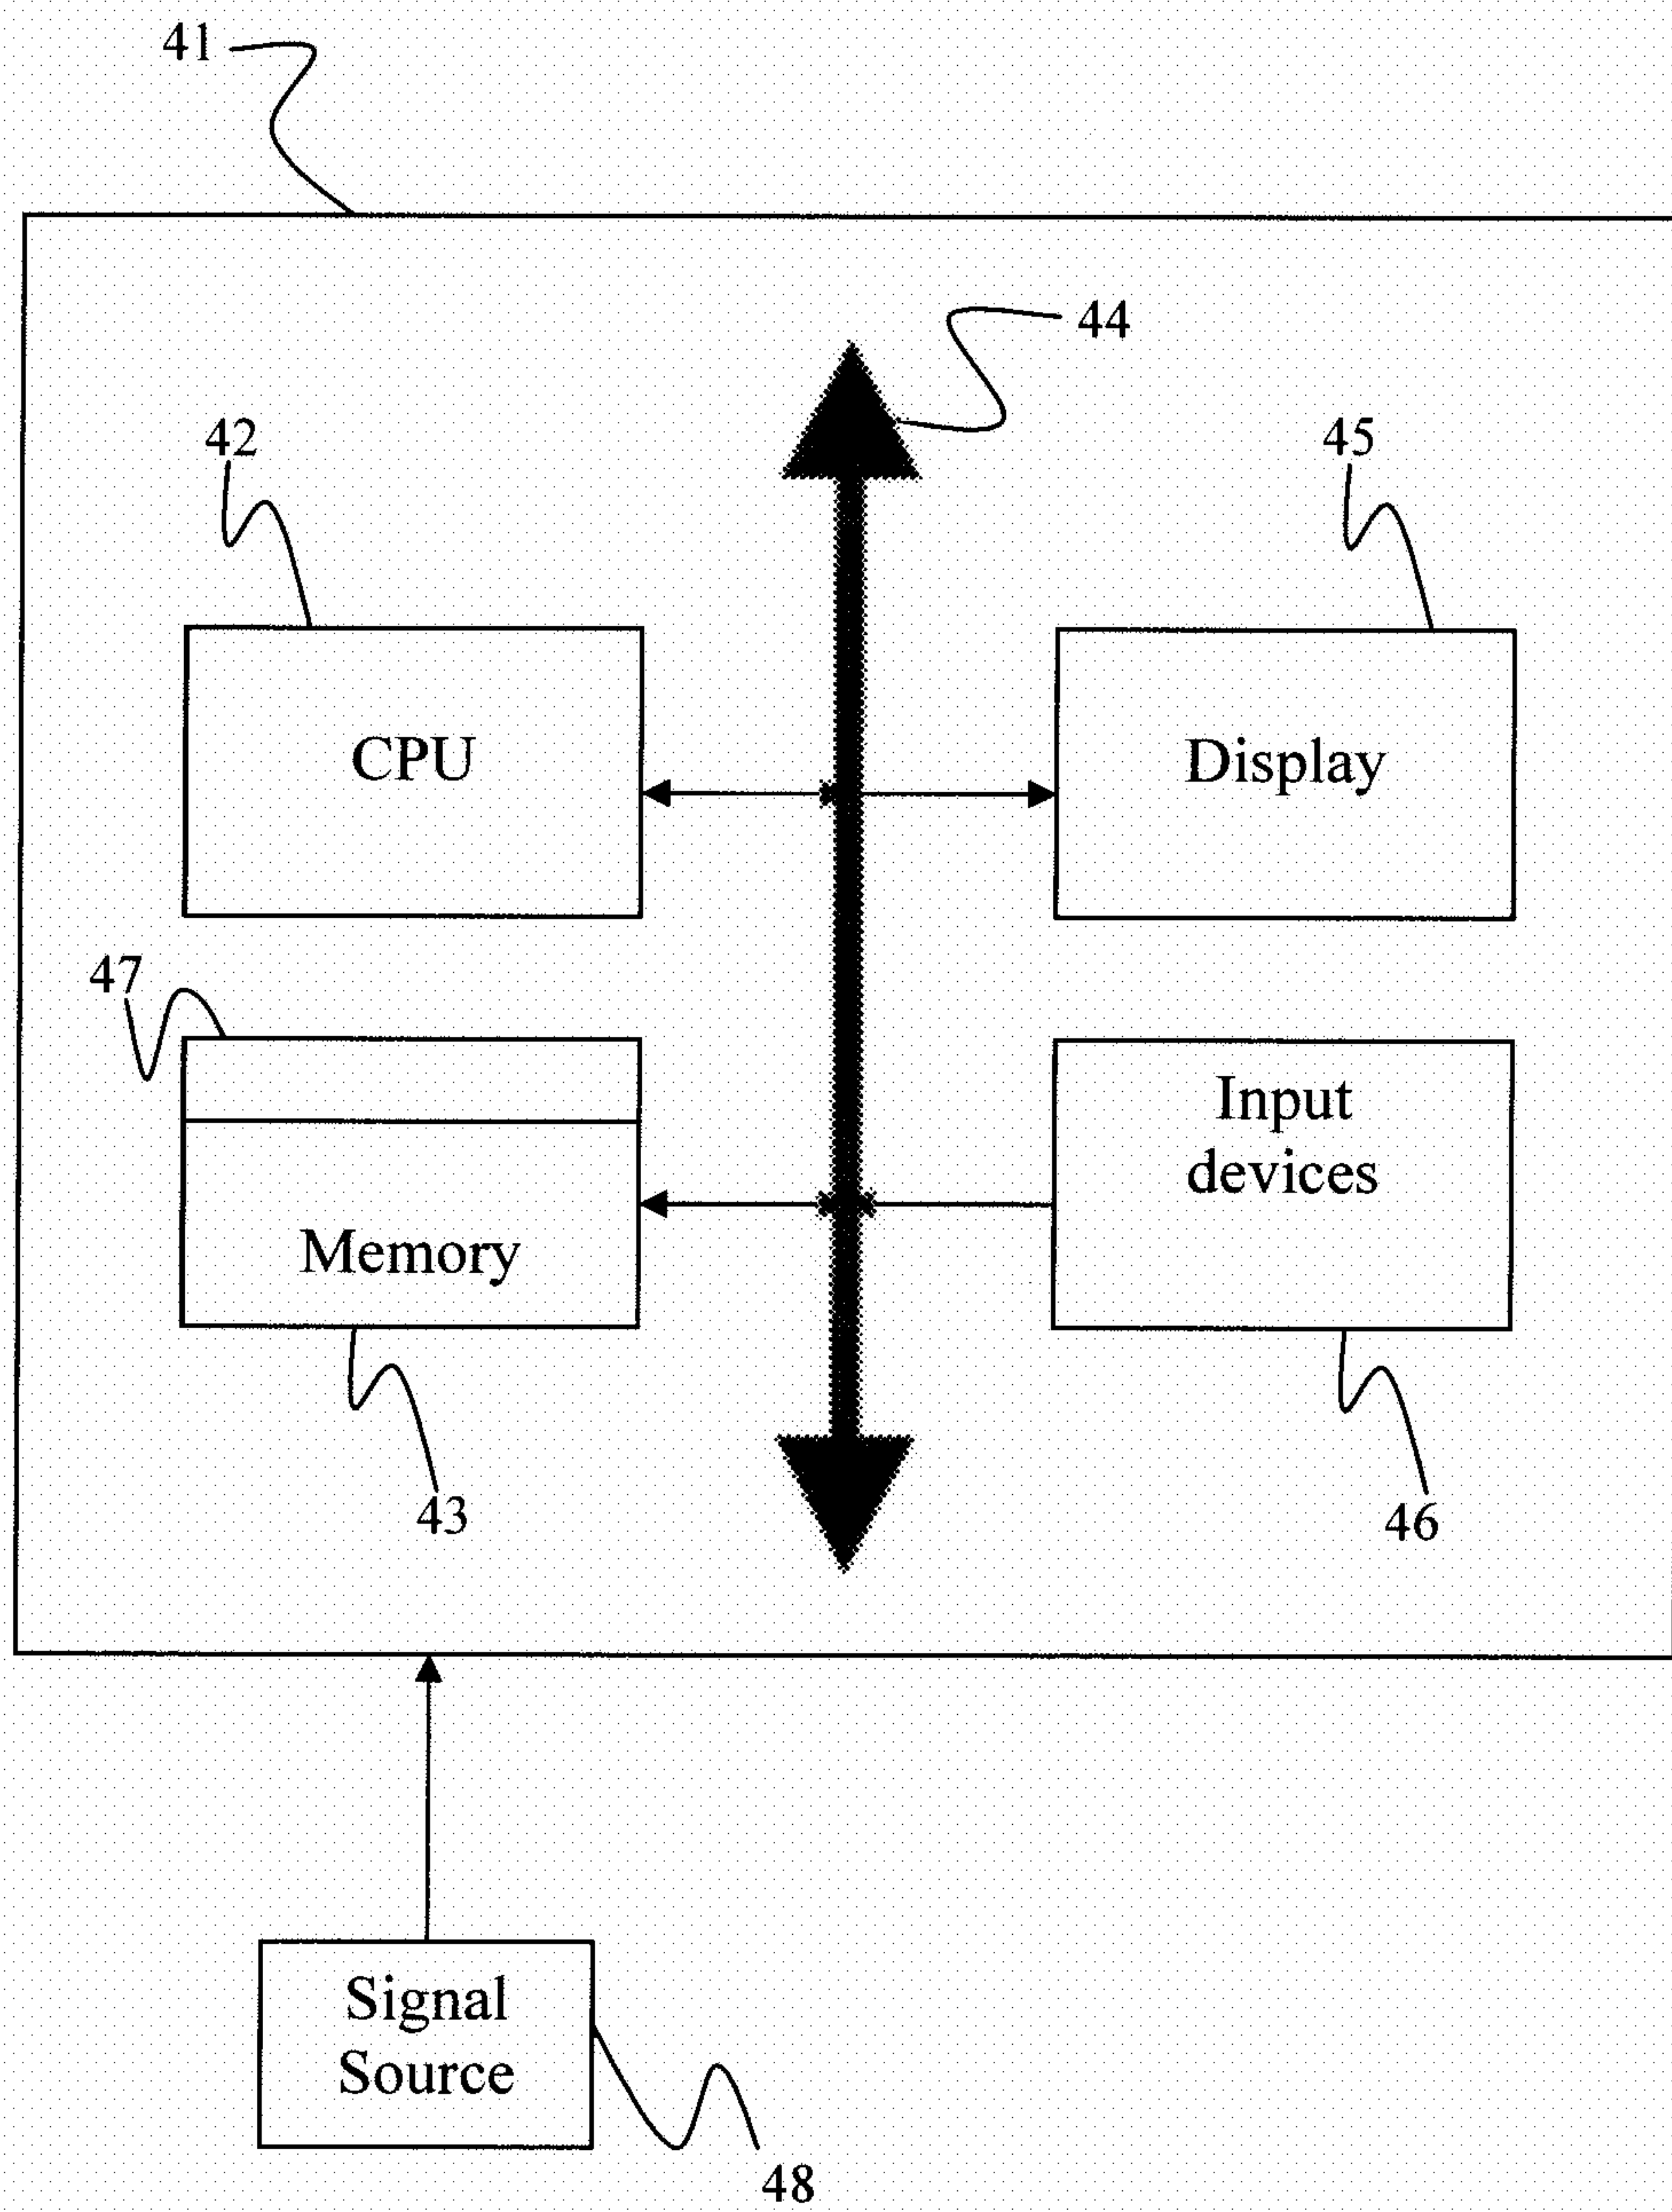 41
44
42
45
CPU
Display
47
Input
devices
Memory
43
46
Signal
Source
48